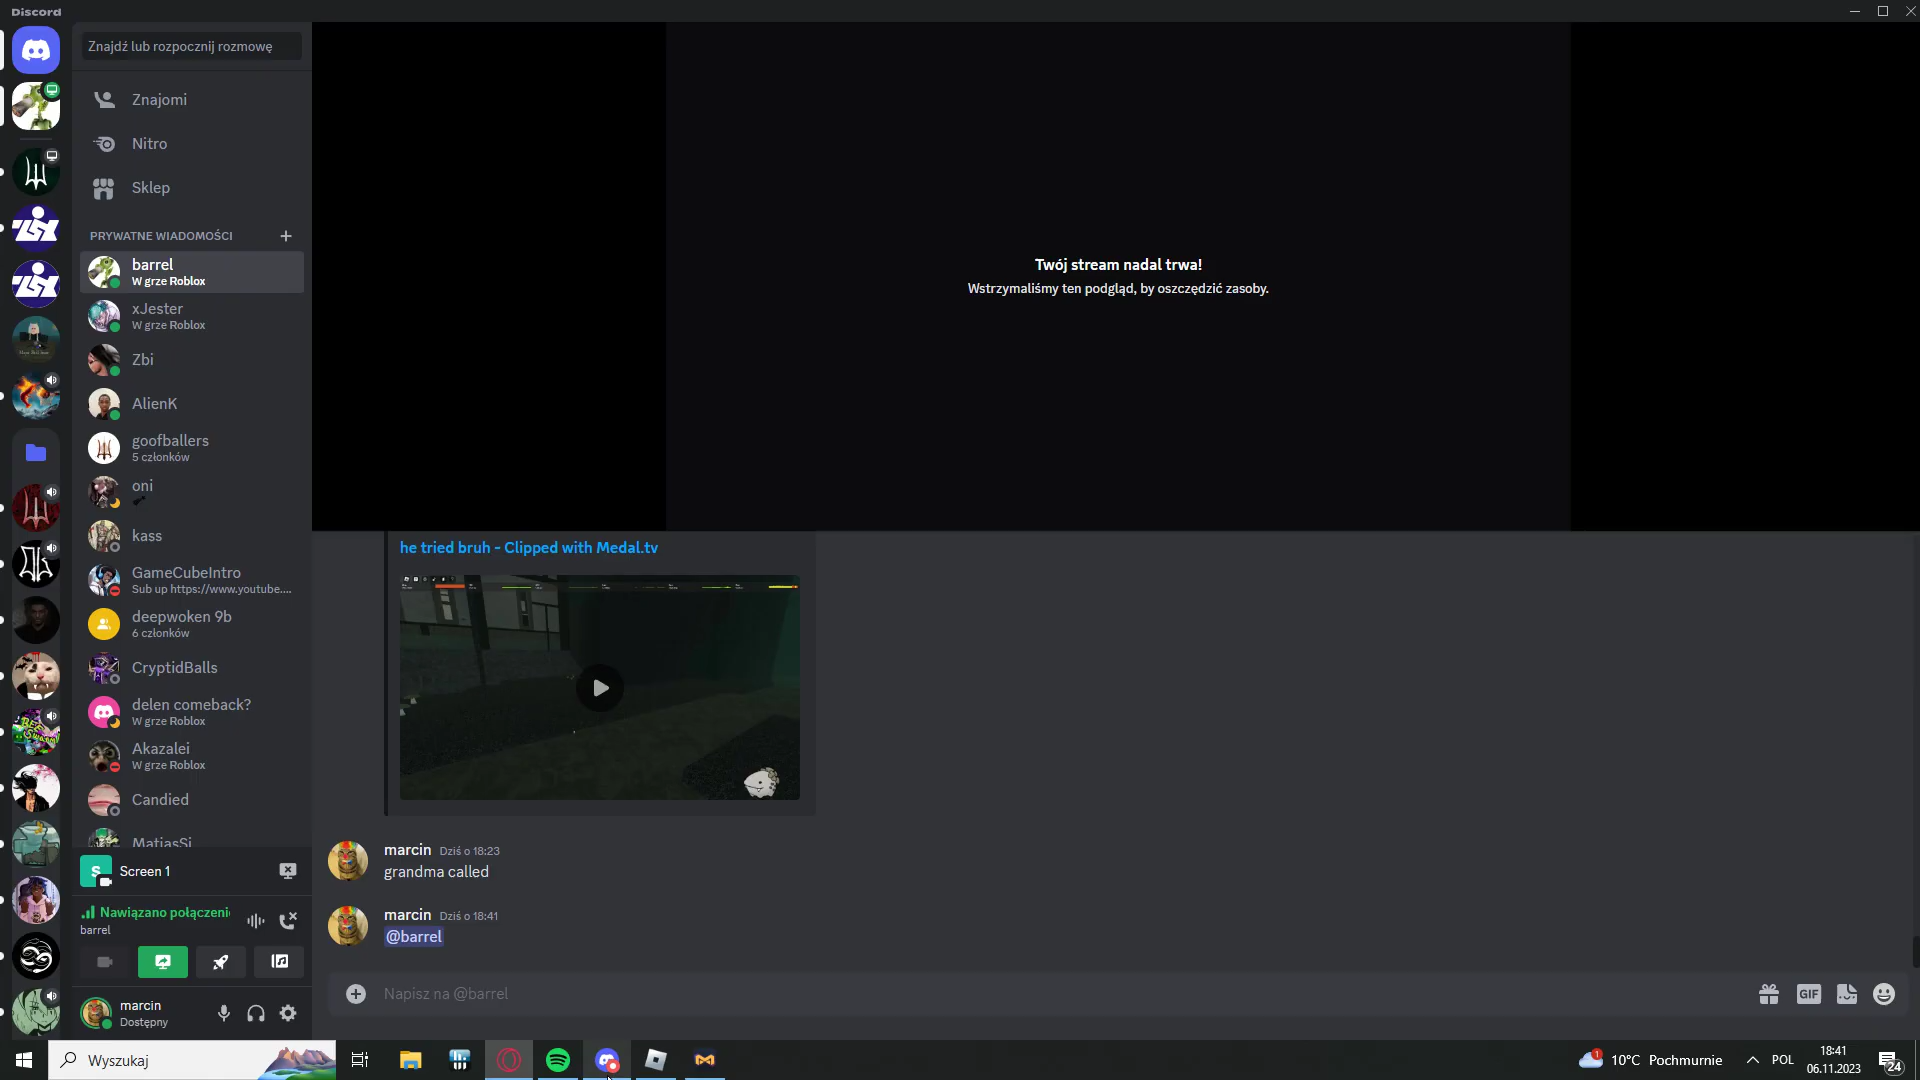 Discord
Znajdź lub rozpocznij rozmowę
Znajomi
Nitro
Sklep
PRYWATNE WIADOMOŚCI
barrel
W grze Roblox
xJester
W grze Roblox
Zbi
AlienK
goofballers
5 członków
oni
kass
GameCubeIntro
Sub up https://www.youtube....
deepwoken 9b
6 członków
CryptidBalls
delen comeback?
W grze Roblox
Akazalei
W grze Roblox
Candied
MatiasSi
S Screen 1
Nawiązano połączeni
barrel
marcin
Dostępny
Twój stream nadal trwa!
Wstrzymaliśmy ten podgląd, by oszczędzić zasoby.
he tried bruh - Clipped with Medal.tv
marcin Dziś o 18:23
grandma called
marcin Dziś o 18:41
@barrel
Napisz na @barrel
GIF
Wyszukaj
1 10°C Pochmurnie
POL
18:41
06.11.2023
24